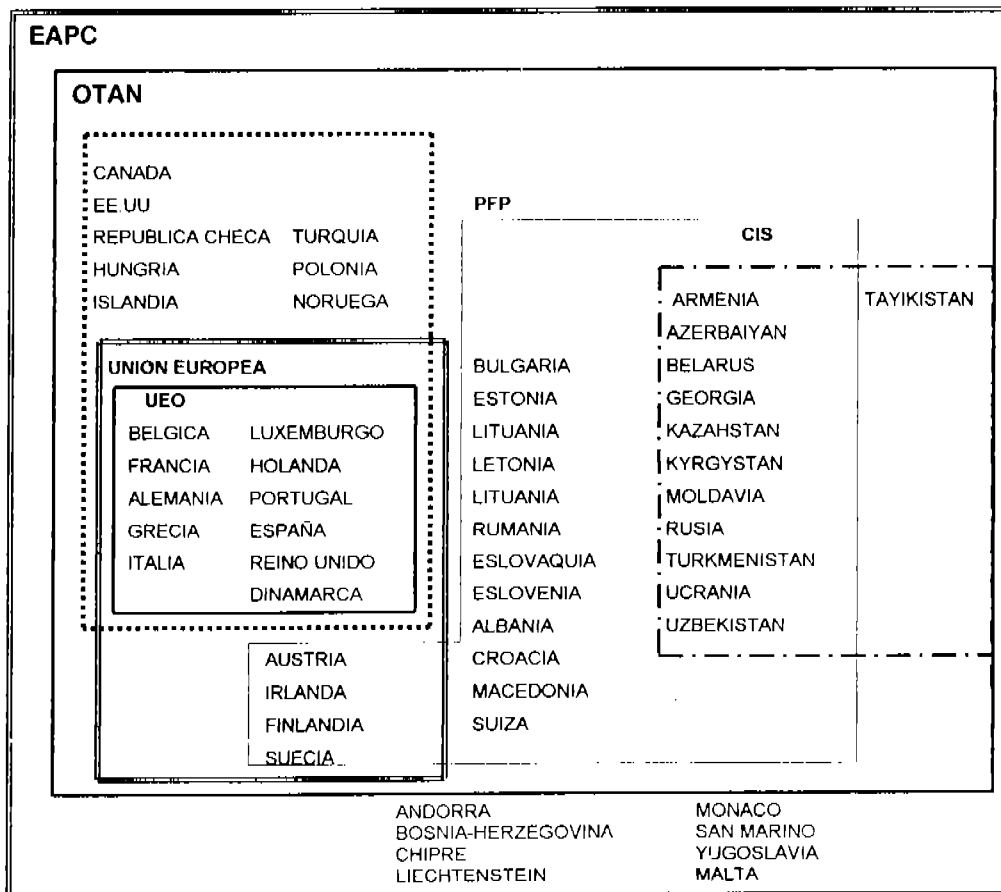 EAPC
OTAN
CANADA
EE.UU
REPUBLICA CHECA TURQUIA
HUNGRIA POLONIA
ISLANDIA NORUEGA
UNION EUROPEA
UEO
BELGICA LUXEMBURGO
FRANCIA HOLANDA
ALEMANIA PORTUGAL
GRECIA ESPAÑA
ITALIA REINO UNIDO
DINAMARCA
AUSTRIA
IRLANDA
FINLANDIA
SUECIA
PFP
BULGARIA
ESTONIA
LITUANIA
LETONIA
LITUANIA
RUMANIA
ESLOVAQUIA
ESLOVENIA
ALBANIA
CROACIA
MACEDONIA
SUIZA
CIS
ARMENIA
AZERBAIYAN
BELARUS
GEORGIA
KAZAHSTAN
KYRGYSTAN
MOLDAVIA
RUSIA
TURKMENISTAN
UCRANIA
UZBEKISTAN
TAYIKISTAN
ANDORRA MONACO
BOSNIA-HERZEGOVINA SAN MARINO
CHIPRE YUGOSLAVIA
LIECHTENSTEIN MALTA